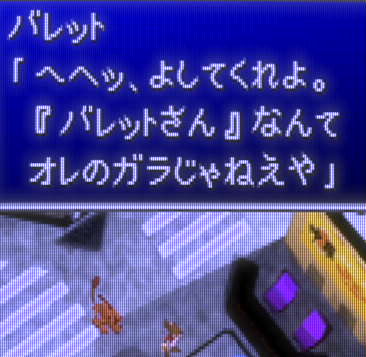 バレット
「へヘッ、よしてくれよ。
『バレットさん』なんて
オレのガラじゃねえや」